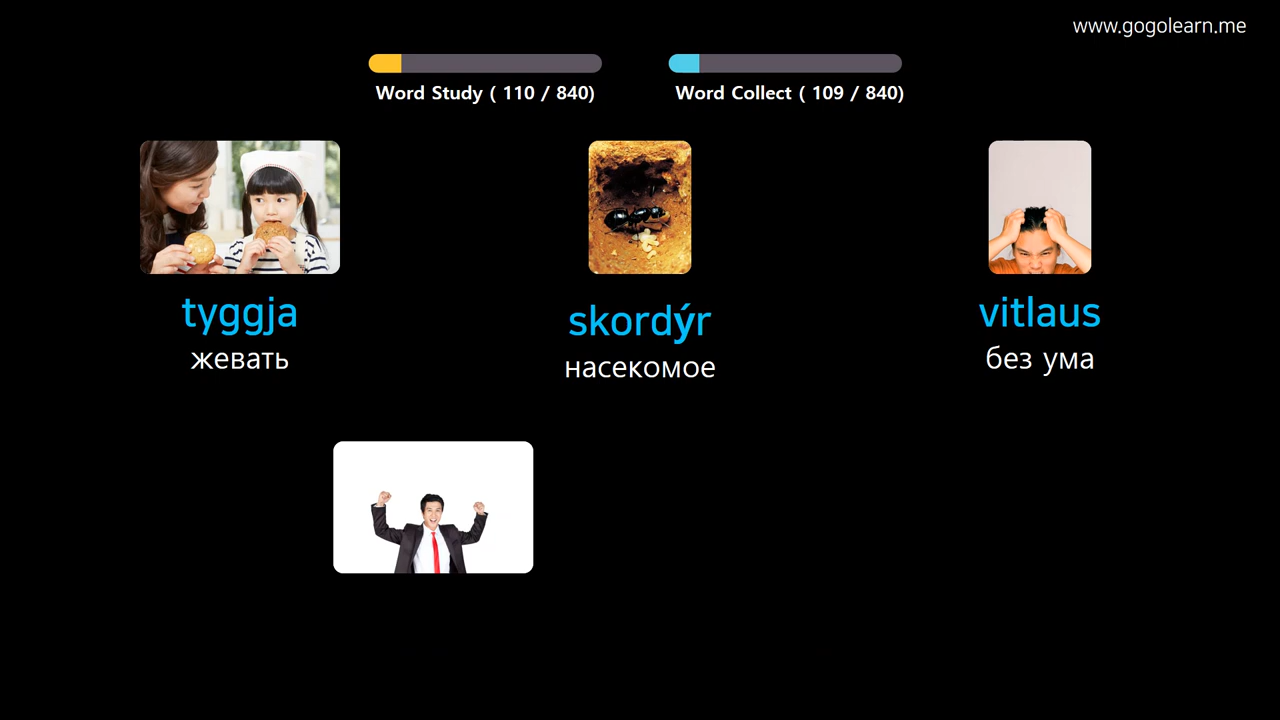 www.gogolearn.me
Word Study ( 110 / 840)
Word Collect ( 109 / 840)
tyggja
жевать
skordýr
насекомое
vitlaus
без ума